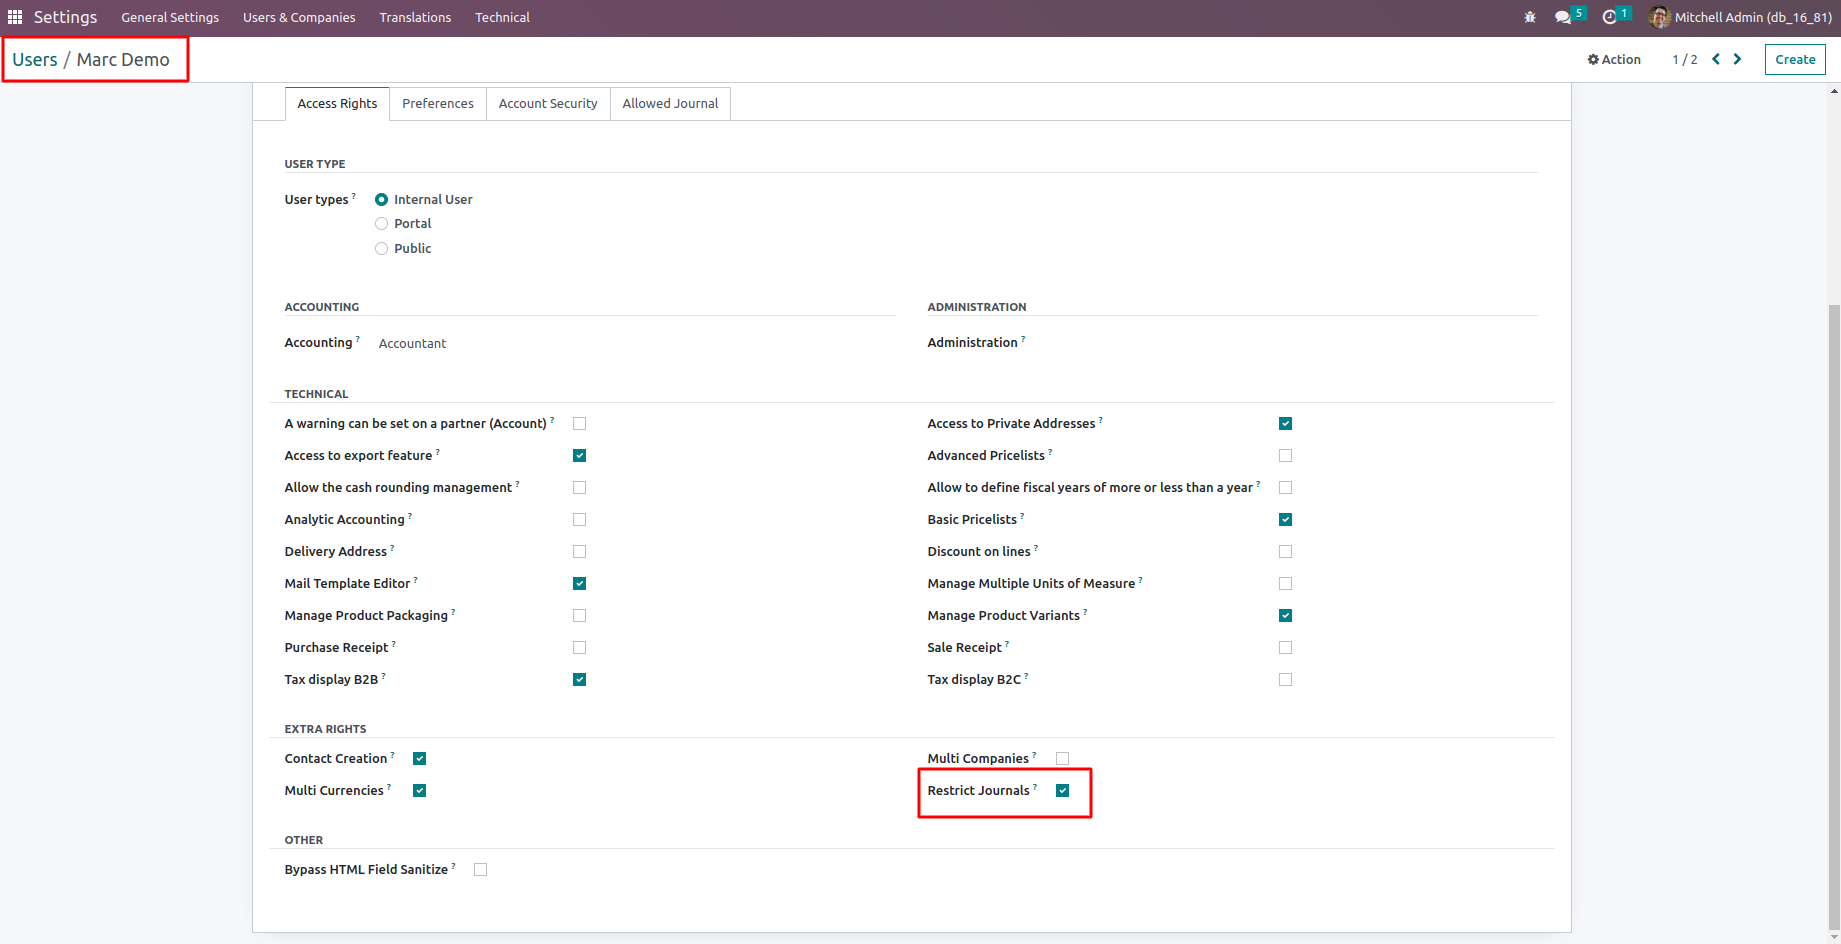 Settings General Settings Users & Companies Translations Technical 5 1 Mitchell Admin (db_16_81)
Users / Marc Demo Action 1 / 2 Create
Access Rights Preferences Account Security Allowed Journal
USER TYPE
User types ? Internal User
Portal
Public
ACCOUNTING ADMINISTRATION
Accounting ? Accountant Administration ?
TECHNICAL
A warning can be set on a partner (Account) ? Access to Private Addresses ?
Access to export feature ? Advanced Pricelists ?
Allow the cash rounding management ? Allow to define fiscal years of more or less than a year ?
Analytic Accounting ? Basic Pricelists ?
Delivery Address ? Discount on lines ?
Mail Template Editor ? Manage Multiple Units of Measure ?
Manage Product Packaging ? Manage Product Variants ?
Purchase Receipt ? Sale Receipt ?
Tax display B2B ? Tax display B2C ?
EXTRA RIGHTS
Contact Creation ? Multi Companies ?
Multi Currencies ? Restrict Journals ?
OTHER
Bypass HTML Field Sanitize ?